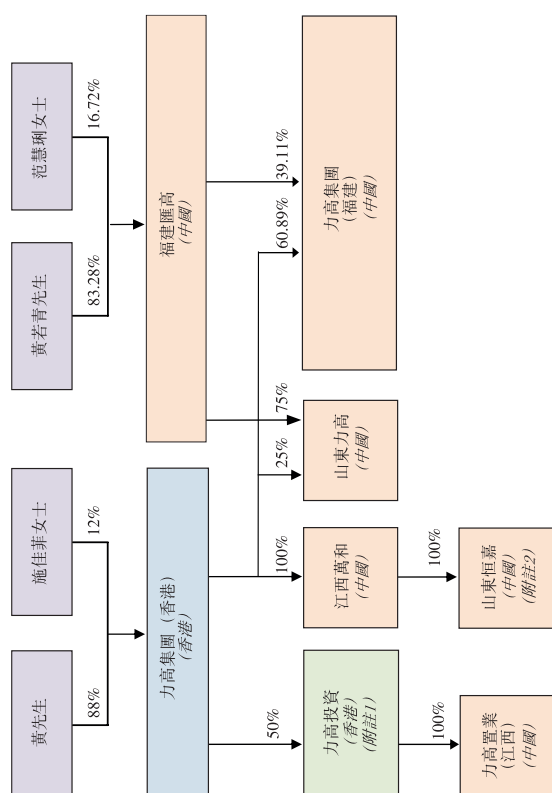 黃先生
施佳菲女士
黃若青先生
范慧琍女士
88%
12%
83.28%
16.72%
力高集團 (香港)
(香港)
福建匯高
(中國)
50%
100%
25%
75%
60.89%
39.11%
力高投資
(香港)
(附註1)
江西萬和
(中國)
山東力高
(中國)
力高集團
(福建)
(中國)
100%
100%
力高置業
(江西)
(中國)
山東恒嘉
(中國)
(附註2)